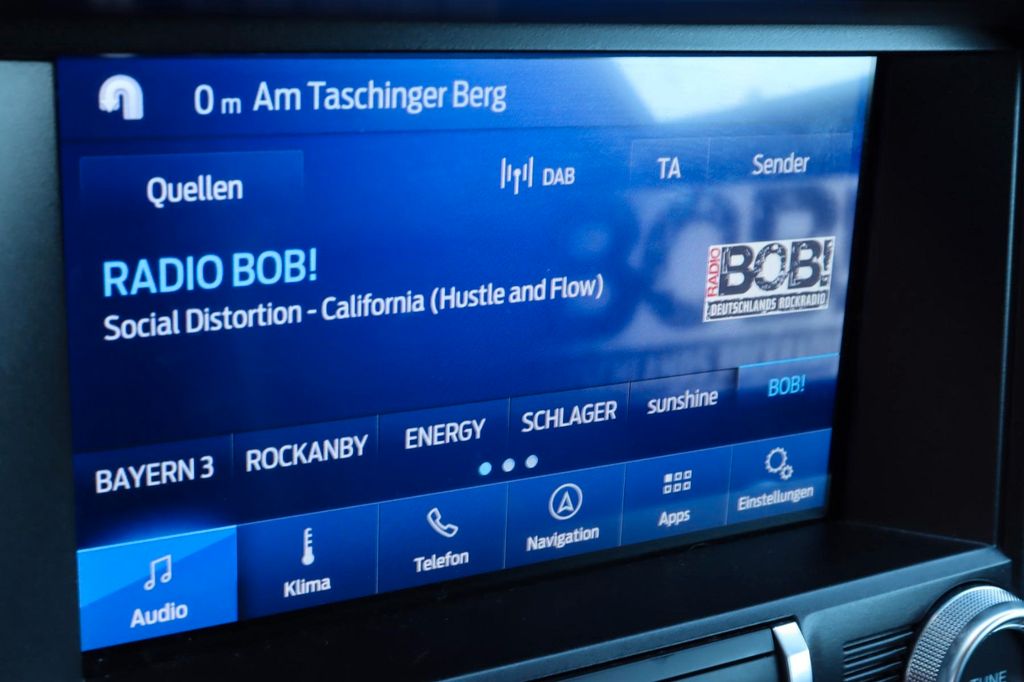 0 m Am Taschinger Berg
Quellen
DAB
TA
Sender
RADIO BOB!
Social Distortion - California (Hustle and Flow)
RADIO
BOB!
DEUTSCHLANDS ROCKRADIO
BAYERN 3
ROCKANBY
ENERGY
SCHLAGER
sunshine
BOB!
Audio
Klima
Telefon
Navigation
Apps
Einstellungen
TUNE